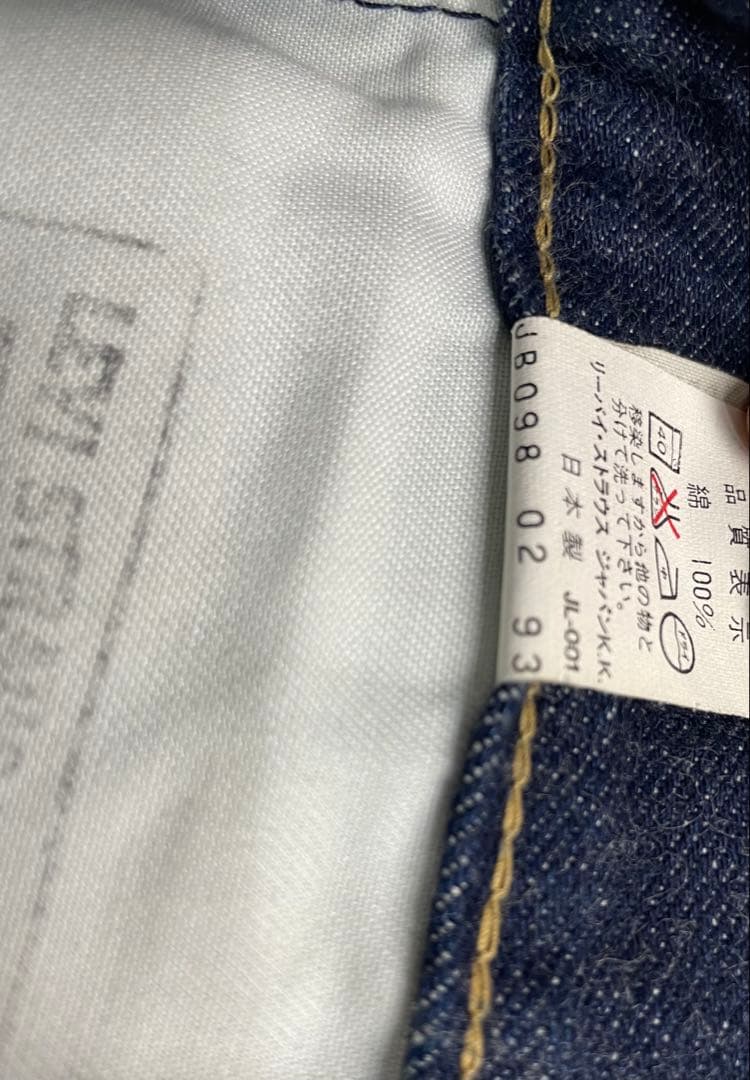 品質表示
綿 100%
40
移染しますから他の物と
分けて洗って下さい。
リーバイ・ストラウス ジャパンK.K.
日本製 JL-001
JB098 02 93
LEVI